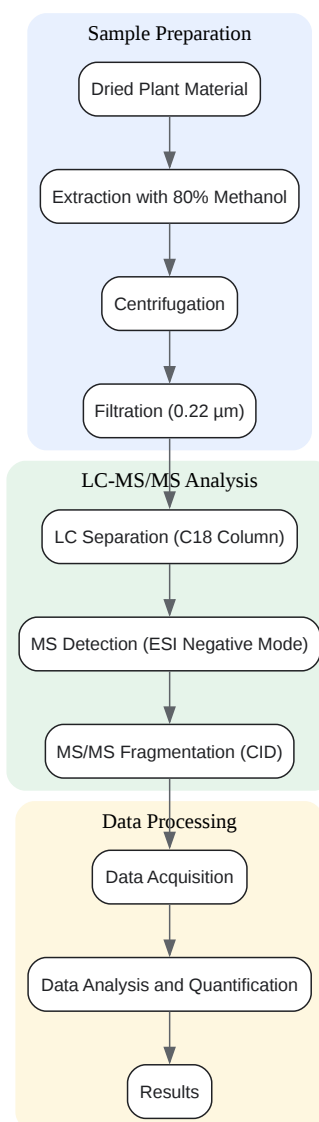 Sample Preparation
Dried Plant Material
Extraction with 80% Methanol
Centrifugation
Filtration (0.22 µm)
LC-MS/MS Analysis
LC Separation (C18 Column)
MS Detection (ESI Negative Mode)
MS/MS Fragmentation (CID)
Data Processing
Data Acquisition
Data Analysis and Quantification
Results